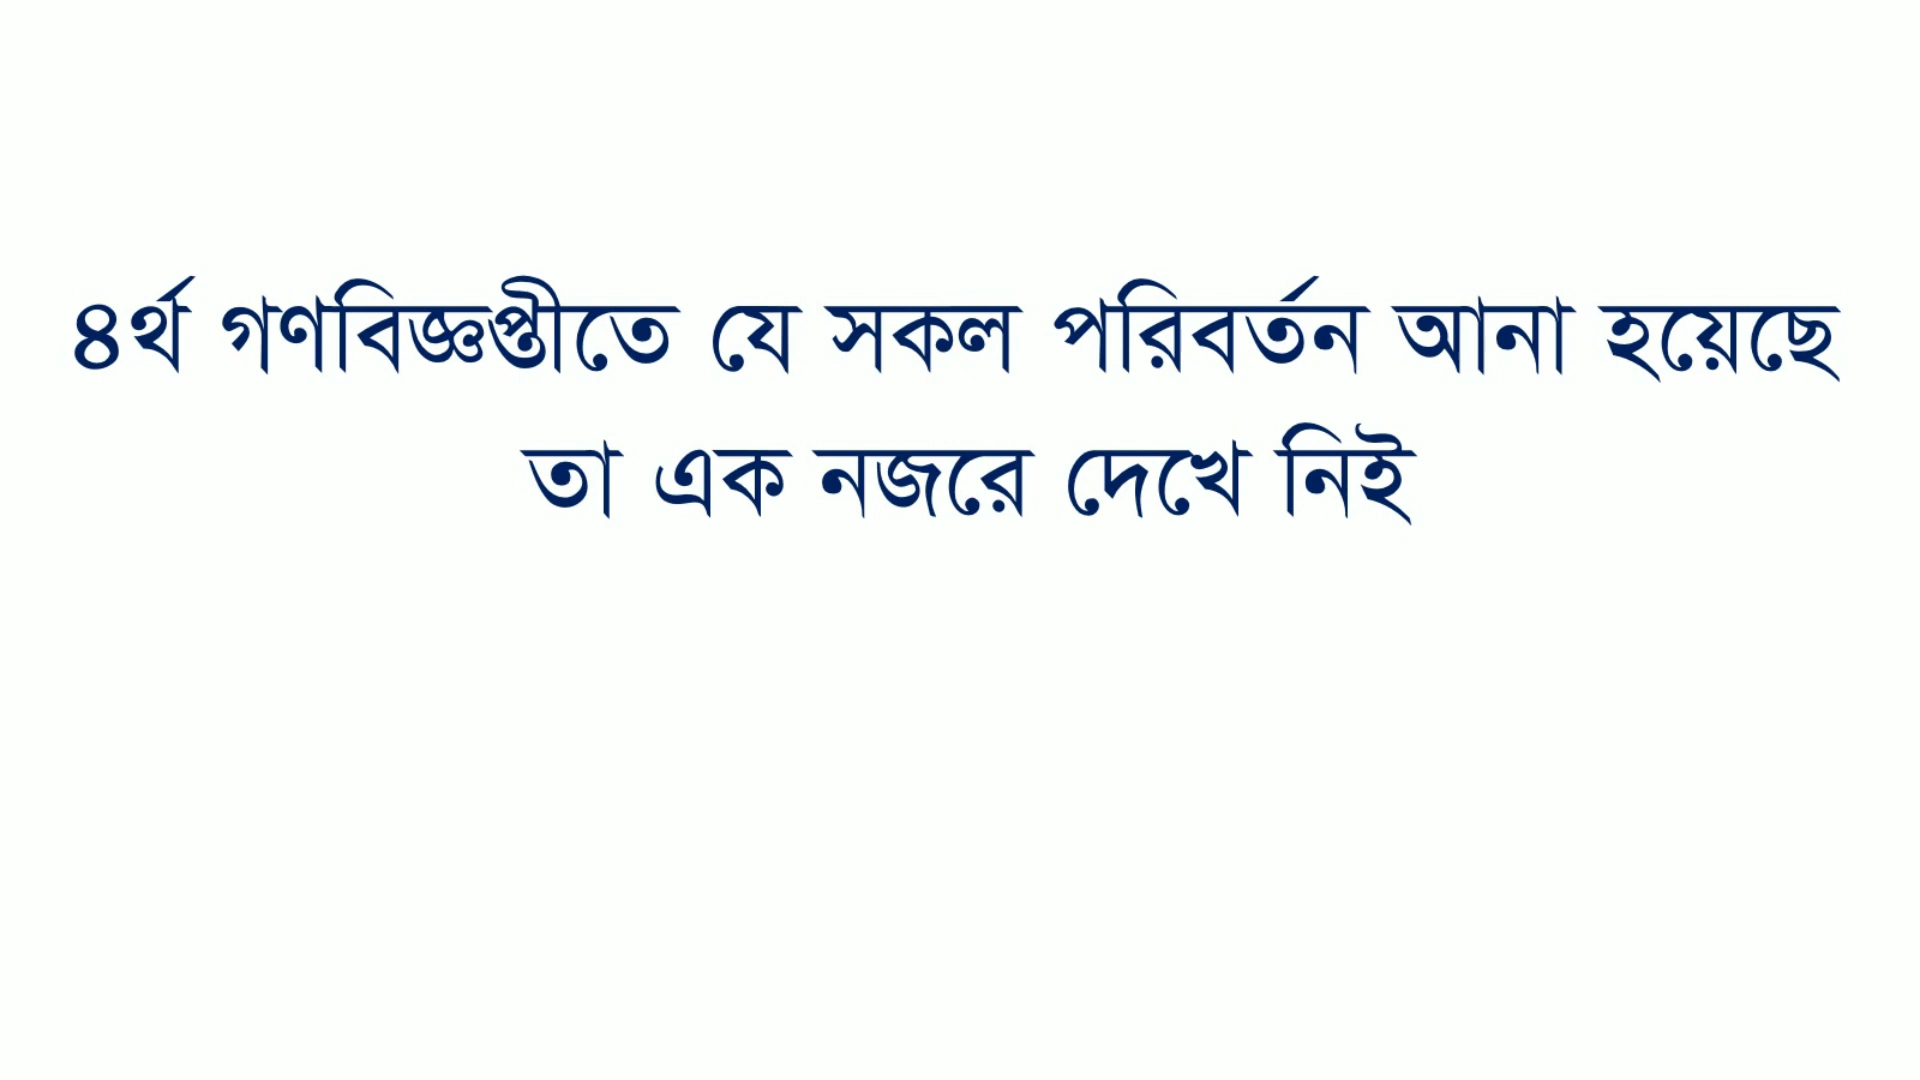 ৪র্থ গণবিজ্ঞপ্তীতে যে সকল পরিবর্তন আনা হয়েছে
তা এক নজরে দেখে নিই